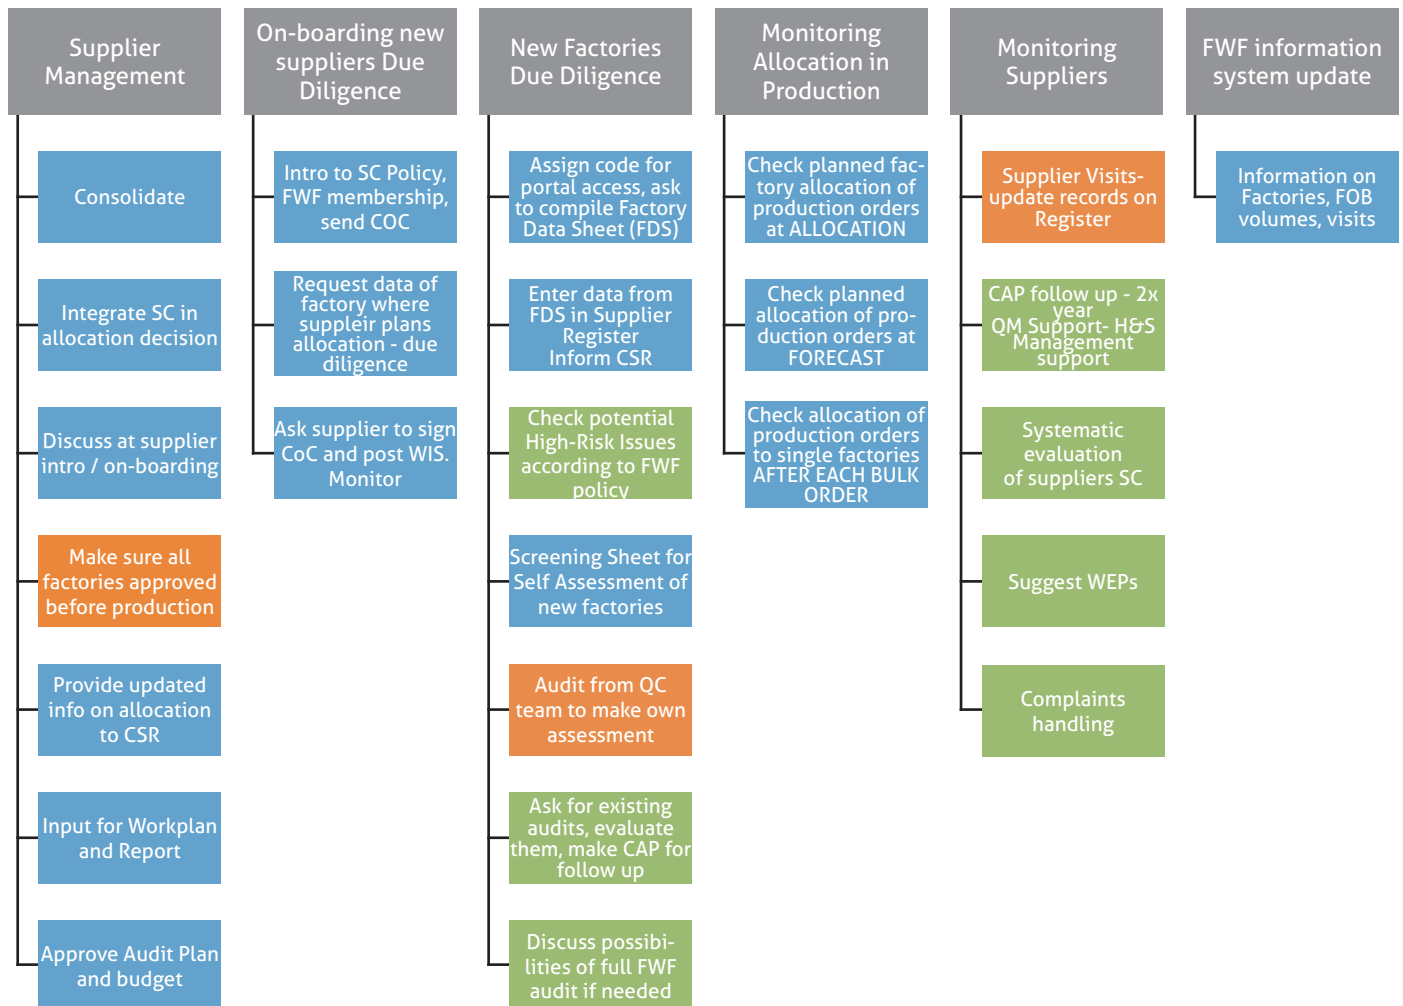 Supplier
Management
Consolidate
Integrate SC in
allocation decision
Discuss at supplier
intro / on-boarding
Make sure all
factories approved
before production
Provide updated
info on allocation
to CSR
Input for Workplan
and Report
Approve Audit Plan
and budget
On-boarding new
suppliers Due
Diligence
Intro to SC Policy,
FWF membership,
send COC
Request data of
factory where
suppleir plans
allocation - due
diligence
Ask supplier to sign
CoC and post WIS.
Monitor
New Factories
Due Diligence
Assign code for
portal access, ask
to compile Factory
Data Sheet (FDS)
Enter data from
FDS in Supplier
Register
Inform CSR
Check potential
High-Risk Issues
according to FWF
policy
Screening Sheet for
Self Assessment of
new factories
Audit from QC
team to make own
assessment
Ask for existing
audits, evaluate
them, make CAP for
follow up
Discuss possibi-
lities of full FWF
audit if needed
Monitoring
Allocation in
Production
Check planned fac-
tory allocation of
production orders
at ALLOCATION
Check planned
allocation of pro-
duction orders at
FORECAST
Check allocation of
production orders
to single factories
AFTER EACH BULK
ORDER
Monitoring
Suppliers
Supplier Visits-
update records on
Register
CAP follow up - 2x
year
QM Support- H&S
Management
support
Systematic
evaluation
of suppliers SC
Suggest WEPs
Complaints
handling
FWF information
system update
Information on
Factories, FOB
volumes, visits